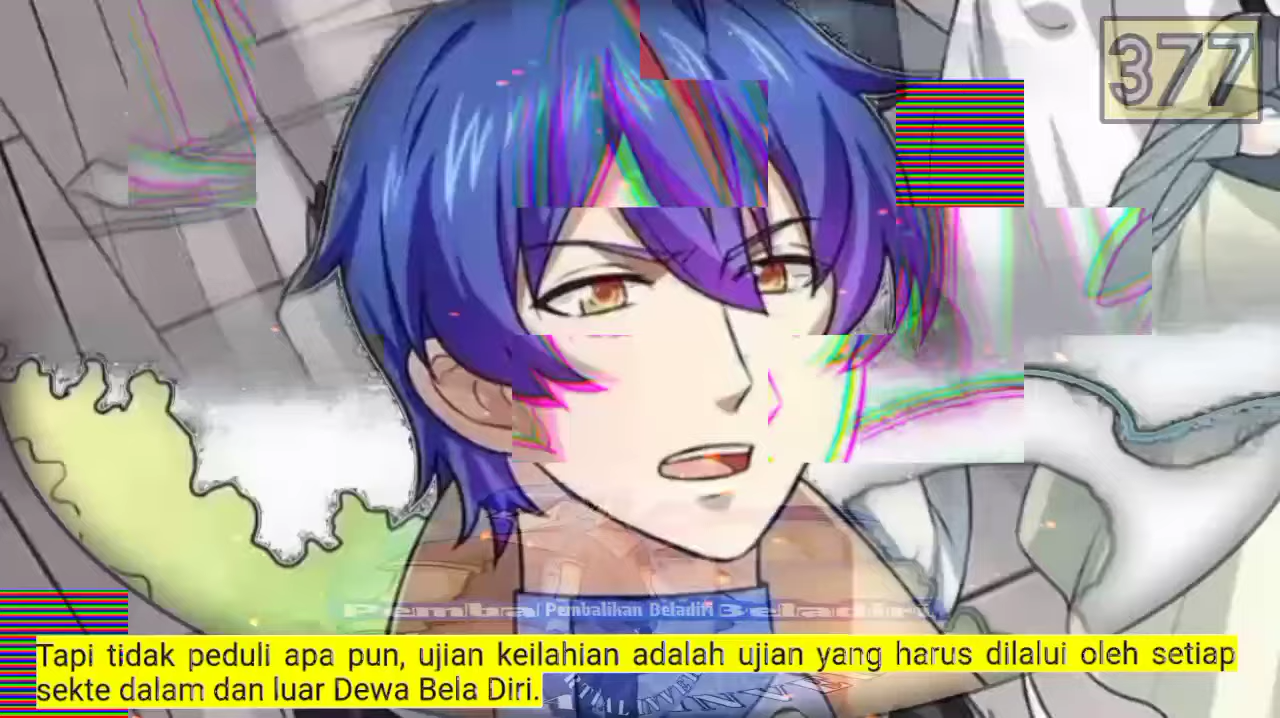 377
Pembalikan Beladiri
Tapi tidak peduli apa pun, ujian keilahian adalah ujian yang harus dilalui oleh setiap
sekte dalam dan luar Dewa Bela Diri.